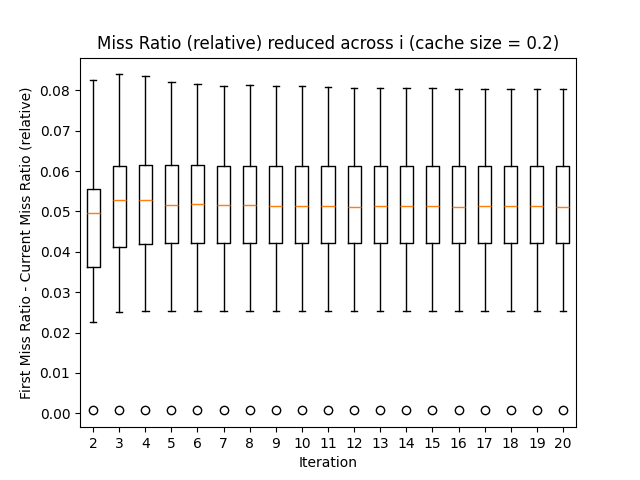 Miss Ratio (relative) reduced across i (cache size = 0.2)
First Miss Ratio - Current Miss Ratio (relative)
0.08
0.07
0.06
0.05
0.04
0.03
0.02
0.01
0.00
2 3 4 5 6 7 8 9 10 11 12 13 14 15 16 17 18 19 20
Iteration